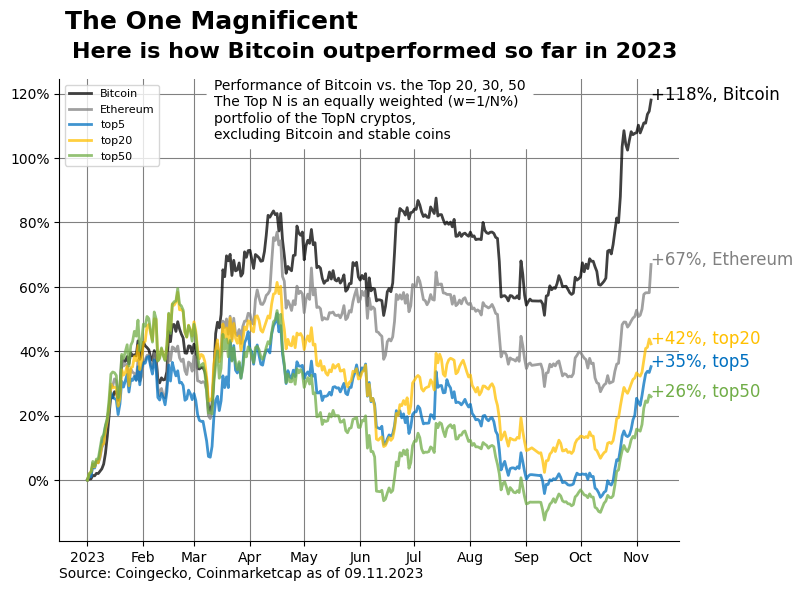 The One Magnificent
Here is how Bitcoin outperformed so far in 2023
Performance of Bitcoin vs. the Top 20, 30, 50
The Top N is an equally weighted (w=1/N%)
portfolio of the TopN cryptos,
excluding Bitcoin and stable coins
Bitcoin
Ethereum
top5
top20
top50
120%
100%
80%
60%
40%
20%
0%
+118%, Bitcoin
+67%, Ethereum
+42%, top20
+35%, top5
+26%, top50
2023 Feb Mar Apr May Jun Jul Aug Sep Oct Nov
Source: Coingecko, Coinmarketcap as of 09.11.2023